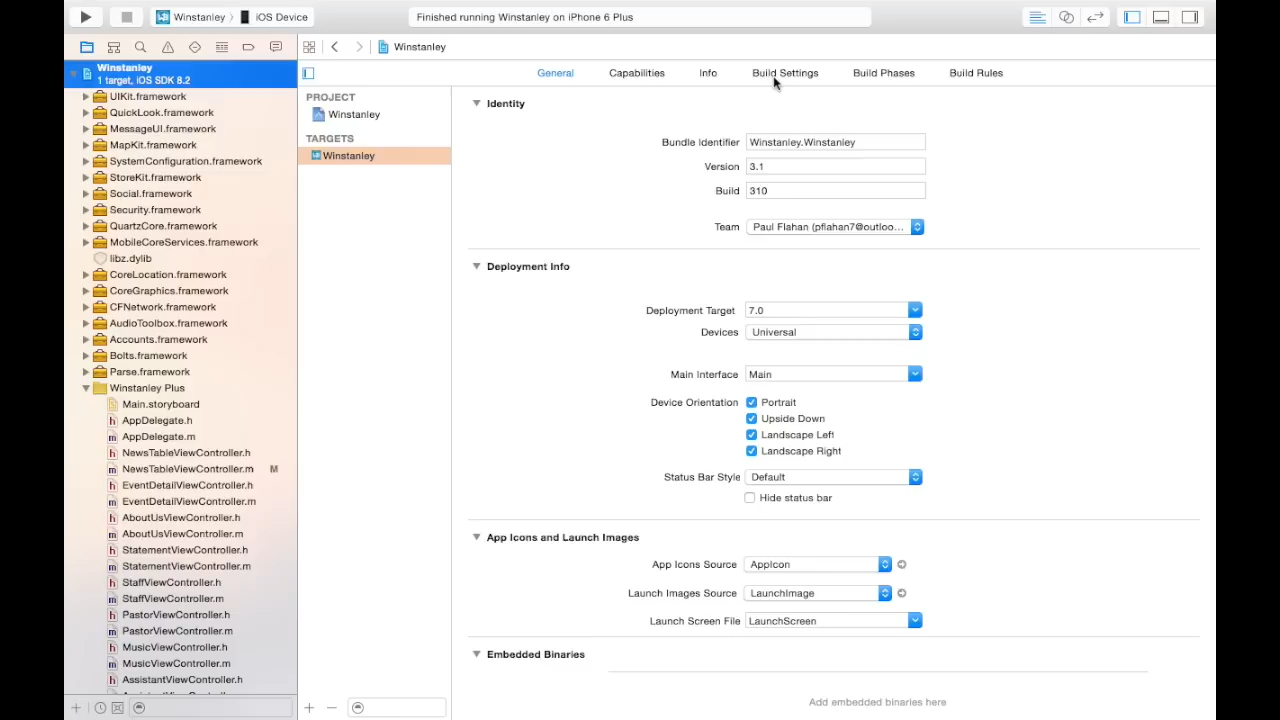 Winstanley
iOS Device
Finished running Winstanley on iPhone 6 Plus
Winstanley
Winstanley
1 target, iOS SDK 8.2
UIKit.framework
QuickLook.framework
MessageUI.framework
MapKit.framework
SystemConfiguration.framework
StoreKit.framework
Social.framework
Security.framework
QuartzCore.framework
MobileCoreServices.framework
libz.dylib
CoreLocation.framework
CoreGraphics.framework
CFNetwork.framework
AudioToolbox.framework
Accounts.framework
Bolts.framework
Parse.framework
Winstanley Plus
Main.storyboard
AppDelegate.h
AppDelegate.m
NewsTableViewController.h
NewsTableViewController.m M
EventDetailViewController.h
EventDetailViewController.m
AboutUsViewController.h
AboutUsViewController.m
StatementViewController.h
StatementViewController.m
StaffViewController.h
StaffViewController.m
PastorViewController.h
PastorViewController.m
MusicViewController.h
MusicViewController.m
AssistantViewController.h
General Capabilities Info Build Settings Build Phases Build Rules
PROJECT
Winstanley
TARGETS
Winstanley
Identity
Bundle Identifier Winstanley.Winstanley
Version 3.1
Build 310
Team Paul Flahan (pflahan7@outloo...
Deployment Info
Deployment Target 7.0
Devices Universal
Main Interface Main
Device Orientation Portrait
Upside Down
Landscape Left
Landscape Right
Status Bar Style Default
Hide status bar
App Icons and Launch Images
App Icons Source AppIcon
Launch Images Source LaunchImage
Launch Screen File LaunchScreen
Embedded Binaries
Add embedded binaries here